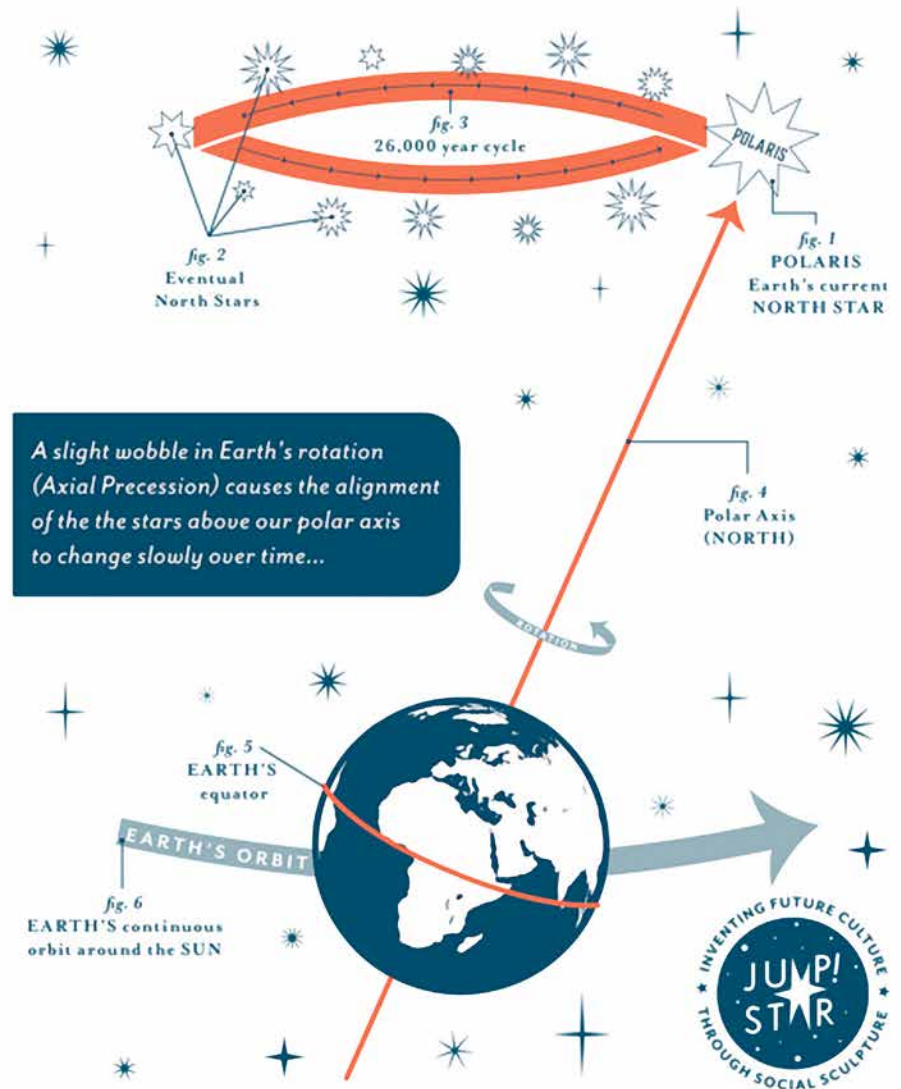 POLARIS
fig. 3
26,000 year cycle
fig. 2
Eventual
North Stars
fig. 1
POLARIS
Earth's current
NORTH STAR
A slight wobble in Earth's rotation
(Axial Precession) causes the alignment
of the the stars above our polar axis
to change slowly over time...
fig. 4
Polar Axis
(NORTH)
ROTATION
fig. 5
EARTH'S
equator
EARTH'S ORBIT
fig. 6
EARTH'S continuous
orbit around the SUN
INVENTING FUTURE CULTURE
JUMP!
STAR
THROUGH SOCIAL SCULPTURE